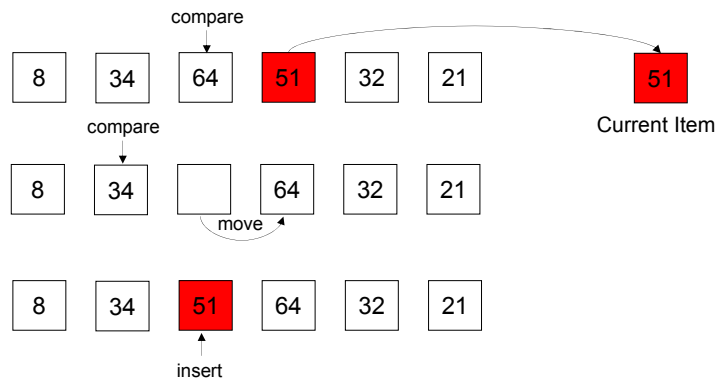 compare
8 34 64 51 32 21 51
Current Item
compare
8 34 64 32 21
move
8 34 51 64 32 21
insert